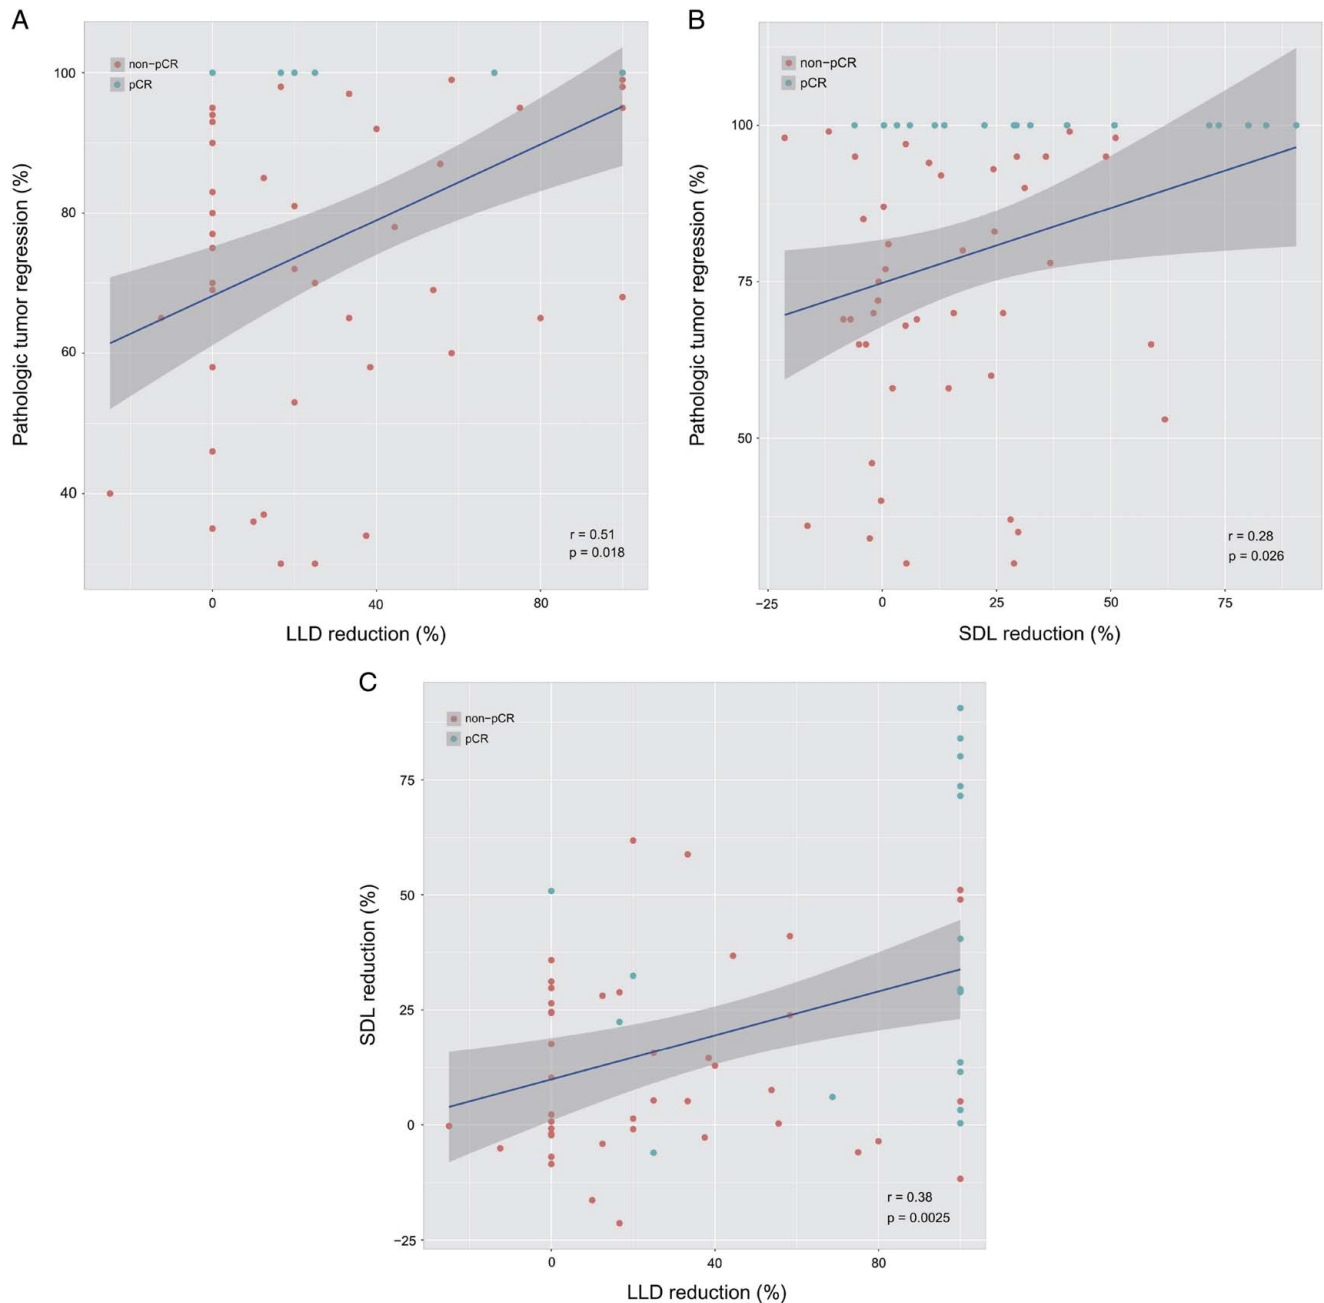 A
non-pCR
pCR
100
80
60
40
Pathologic tumor regression (%)
r = 0.51
p = 0.018
0
40
80
LLD reduction (%)
B
non-pCR
pCR
100
75
50
Pathologic tumor regression (%)
r = 0.28
p = 0.026
−25
0
25
50
75
SDL reduction (%)
C
non-pCR
pCR
75
50
25
0
−25
SDL reduction (%)
r = 0.38
p = 0.0025
0
40
80
LLD reduction (%)